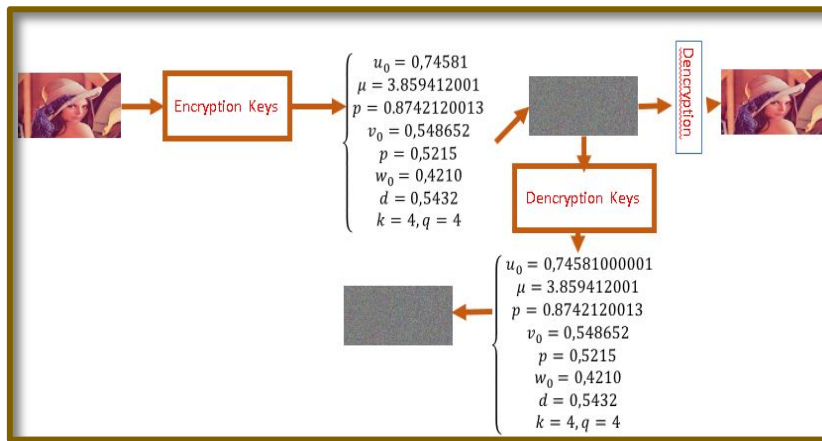 Encryption Keys
u₀ = 0,74581
μ = 3.859412001
p = 0.8742120013
v₀ = 0,548652
p = 0,5215
w₀ = 0,4210
d = 0,5432
k = 4, q = 4
Dencryption
Dencryption Keys
u₀ = 0,74581000001
μ = 3.859412001
p = 0.8742120013
v₀ = 0,548652
p = 0,5215
w₀ = 0,4210
d = 0,5432
k = 4, q = 4